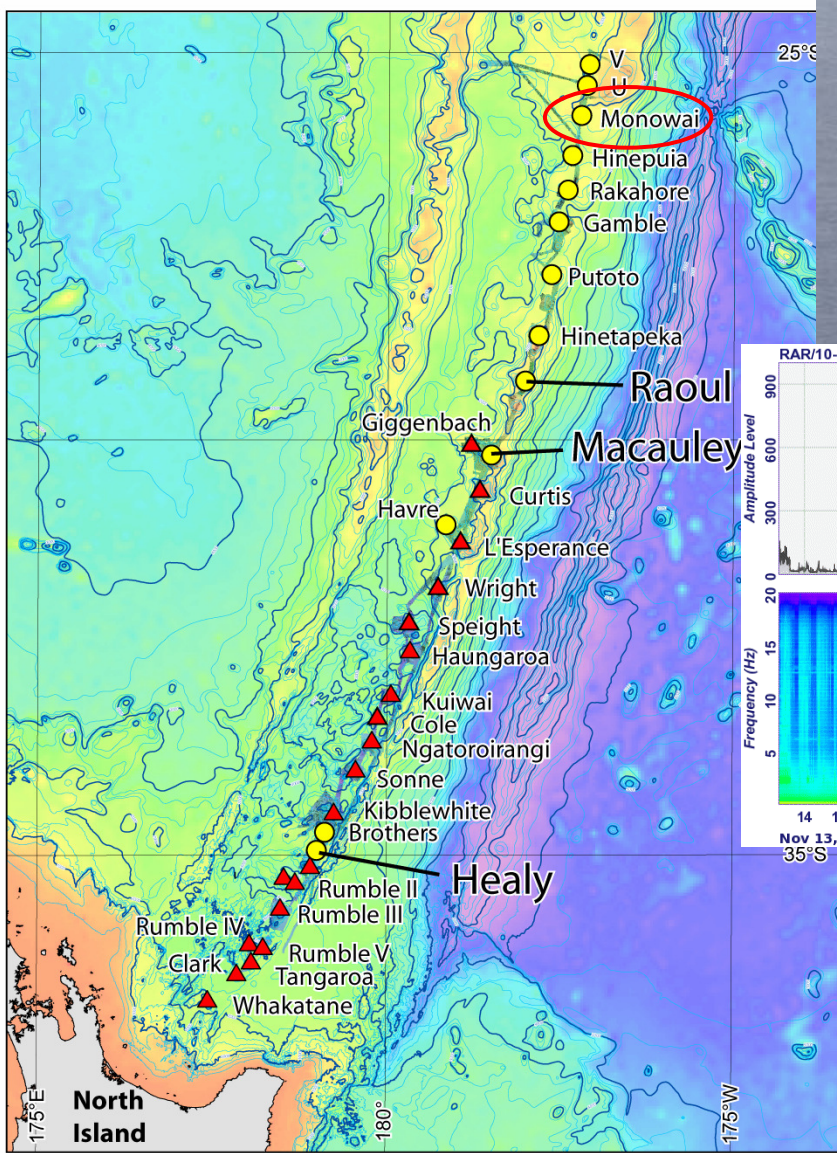 25°S
V
U
Monowai
Hinepuia
Rakahore
Gamble
Putoto
Hinetapeka
Raoul
Giggenbach
Macauley
Curtis
Havre
L'Esperance
Wright
Speight
Haungaroa
Kuiwai
Cole
Ngatoroirangi
Sonne
Kibblewhite
Brothers
35°S
Healy
Rumble II
Rumble III
Rumble IV
Rumble V
Clark
Tangaroa
Whakatane
North
Island
175°E
180°
175°W
RAR/10-
Amplitude Level
900
600
300
0
Frequency (Hz)
20
15
10
5
14
1
Nov 13,